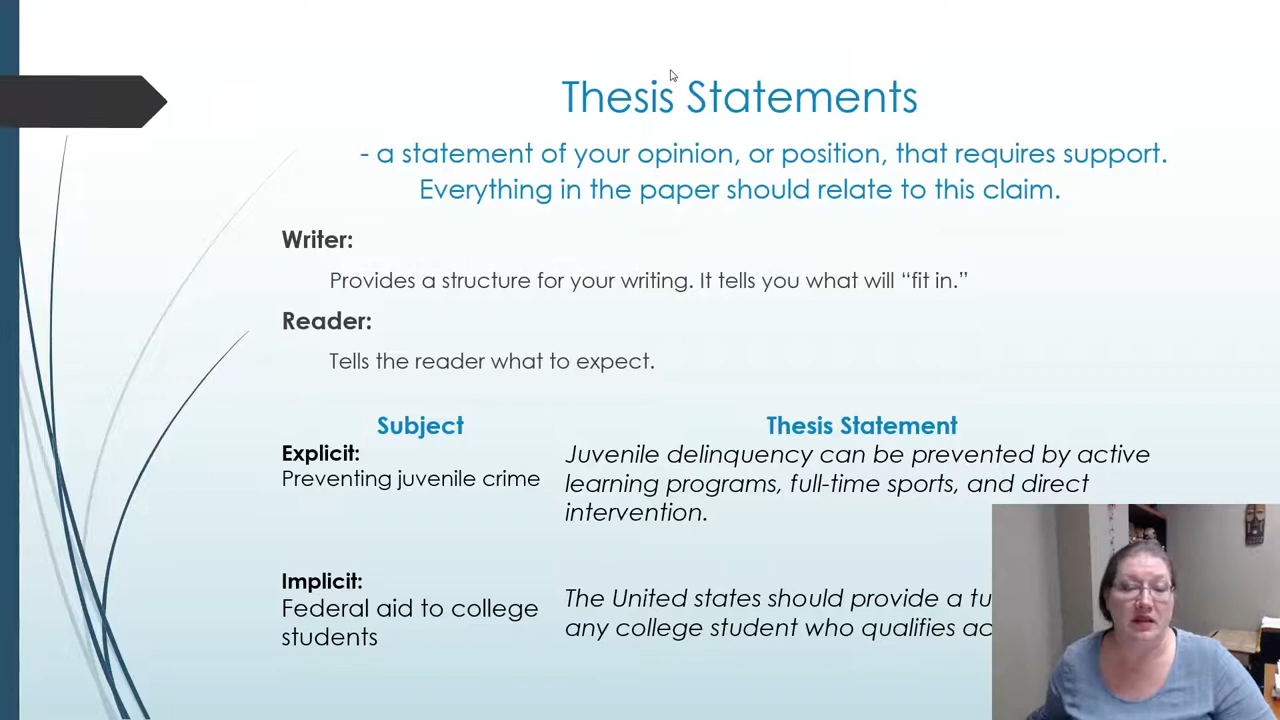 Thesis Statements
- a statement of your opinion, or position, that requires support.
Everything in the paper should relate to this claim.
Writer:
Provides a structure for your writing. It tells you what will “fit in.”
Reader:
Tells the reader what to expect.
Subject
Thesis Statement
Explicit:
Preventing juvenile crime
Juvenile delinquency can be prevented by active
learning programs, full-time sports, and direct
intervention.
Implicit:
Federal aid to college
students
The United states should provide a
any college student who qualifies